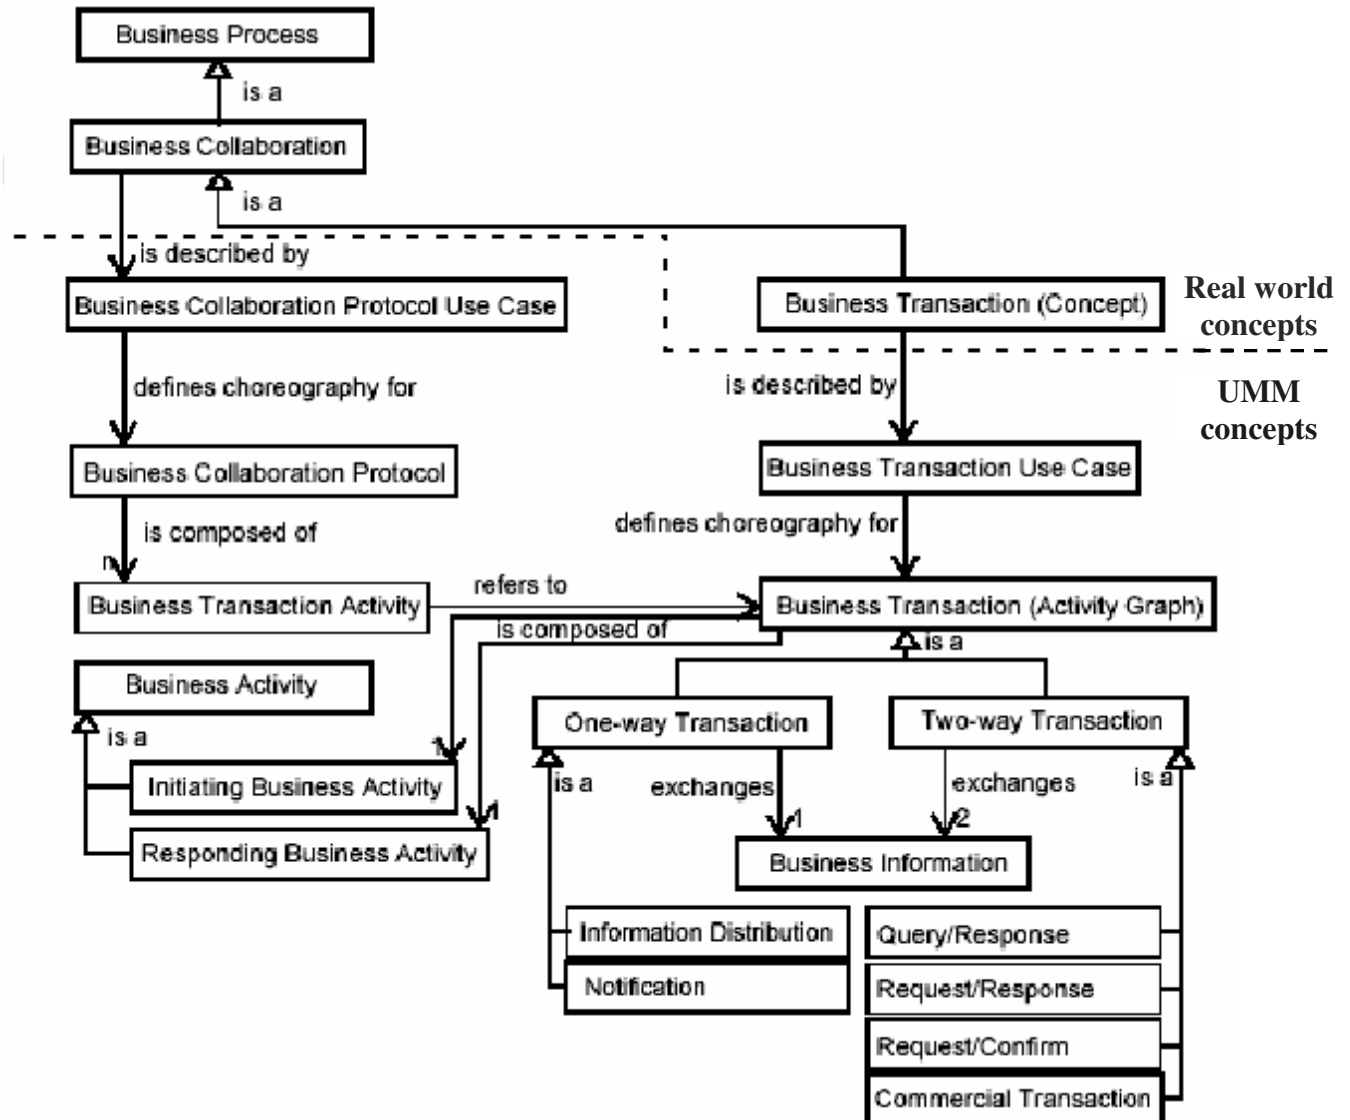 Business Process
is a
Business Collaboration
is a
is described by
Business Collaboration Protocol Use Case
Business Transaction (Concept)
Real world
concepts
defines choreography for
is described by
UMM
concepts
Business Collaboration Protocol
Business Transaction Use Case
is composed of
defines choreography for
n
Business Transaction Activity
refers to
Business Transaction (Activity Graph)
is composed of
is a
Business Activity
is a
One-way Transaction
Two-way Transaction
1
Initiating Business Activity
is a
exchanges
exchanges
is a
1
1
2
Responding Business Activity
Business Information
Information Distribution
Query/Response
Notification
Request/Response
Request/Confirm
Commercial Transaction